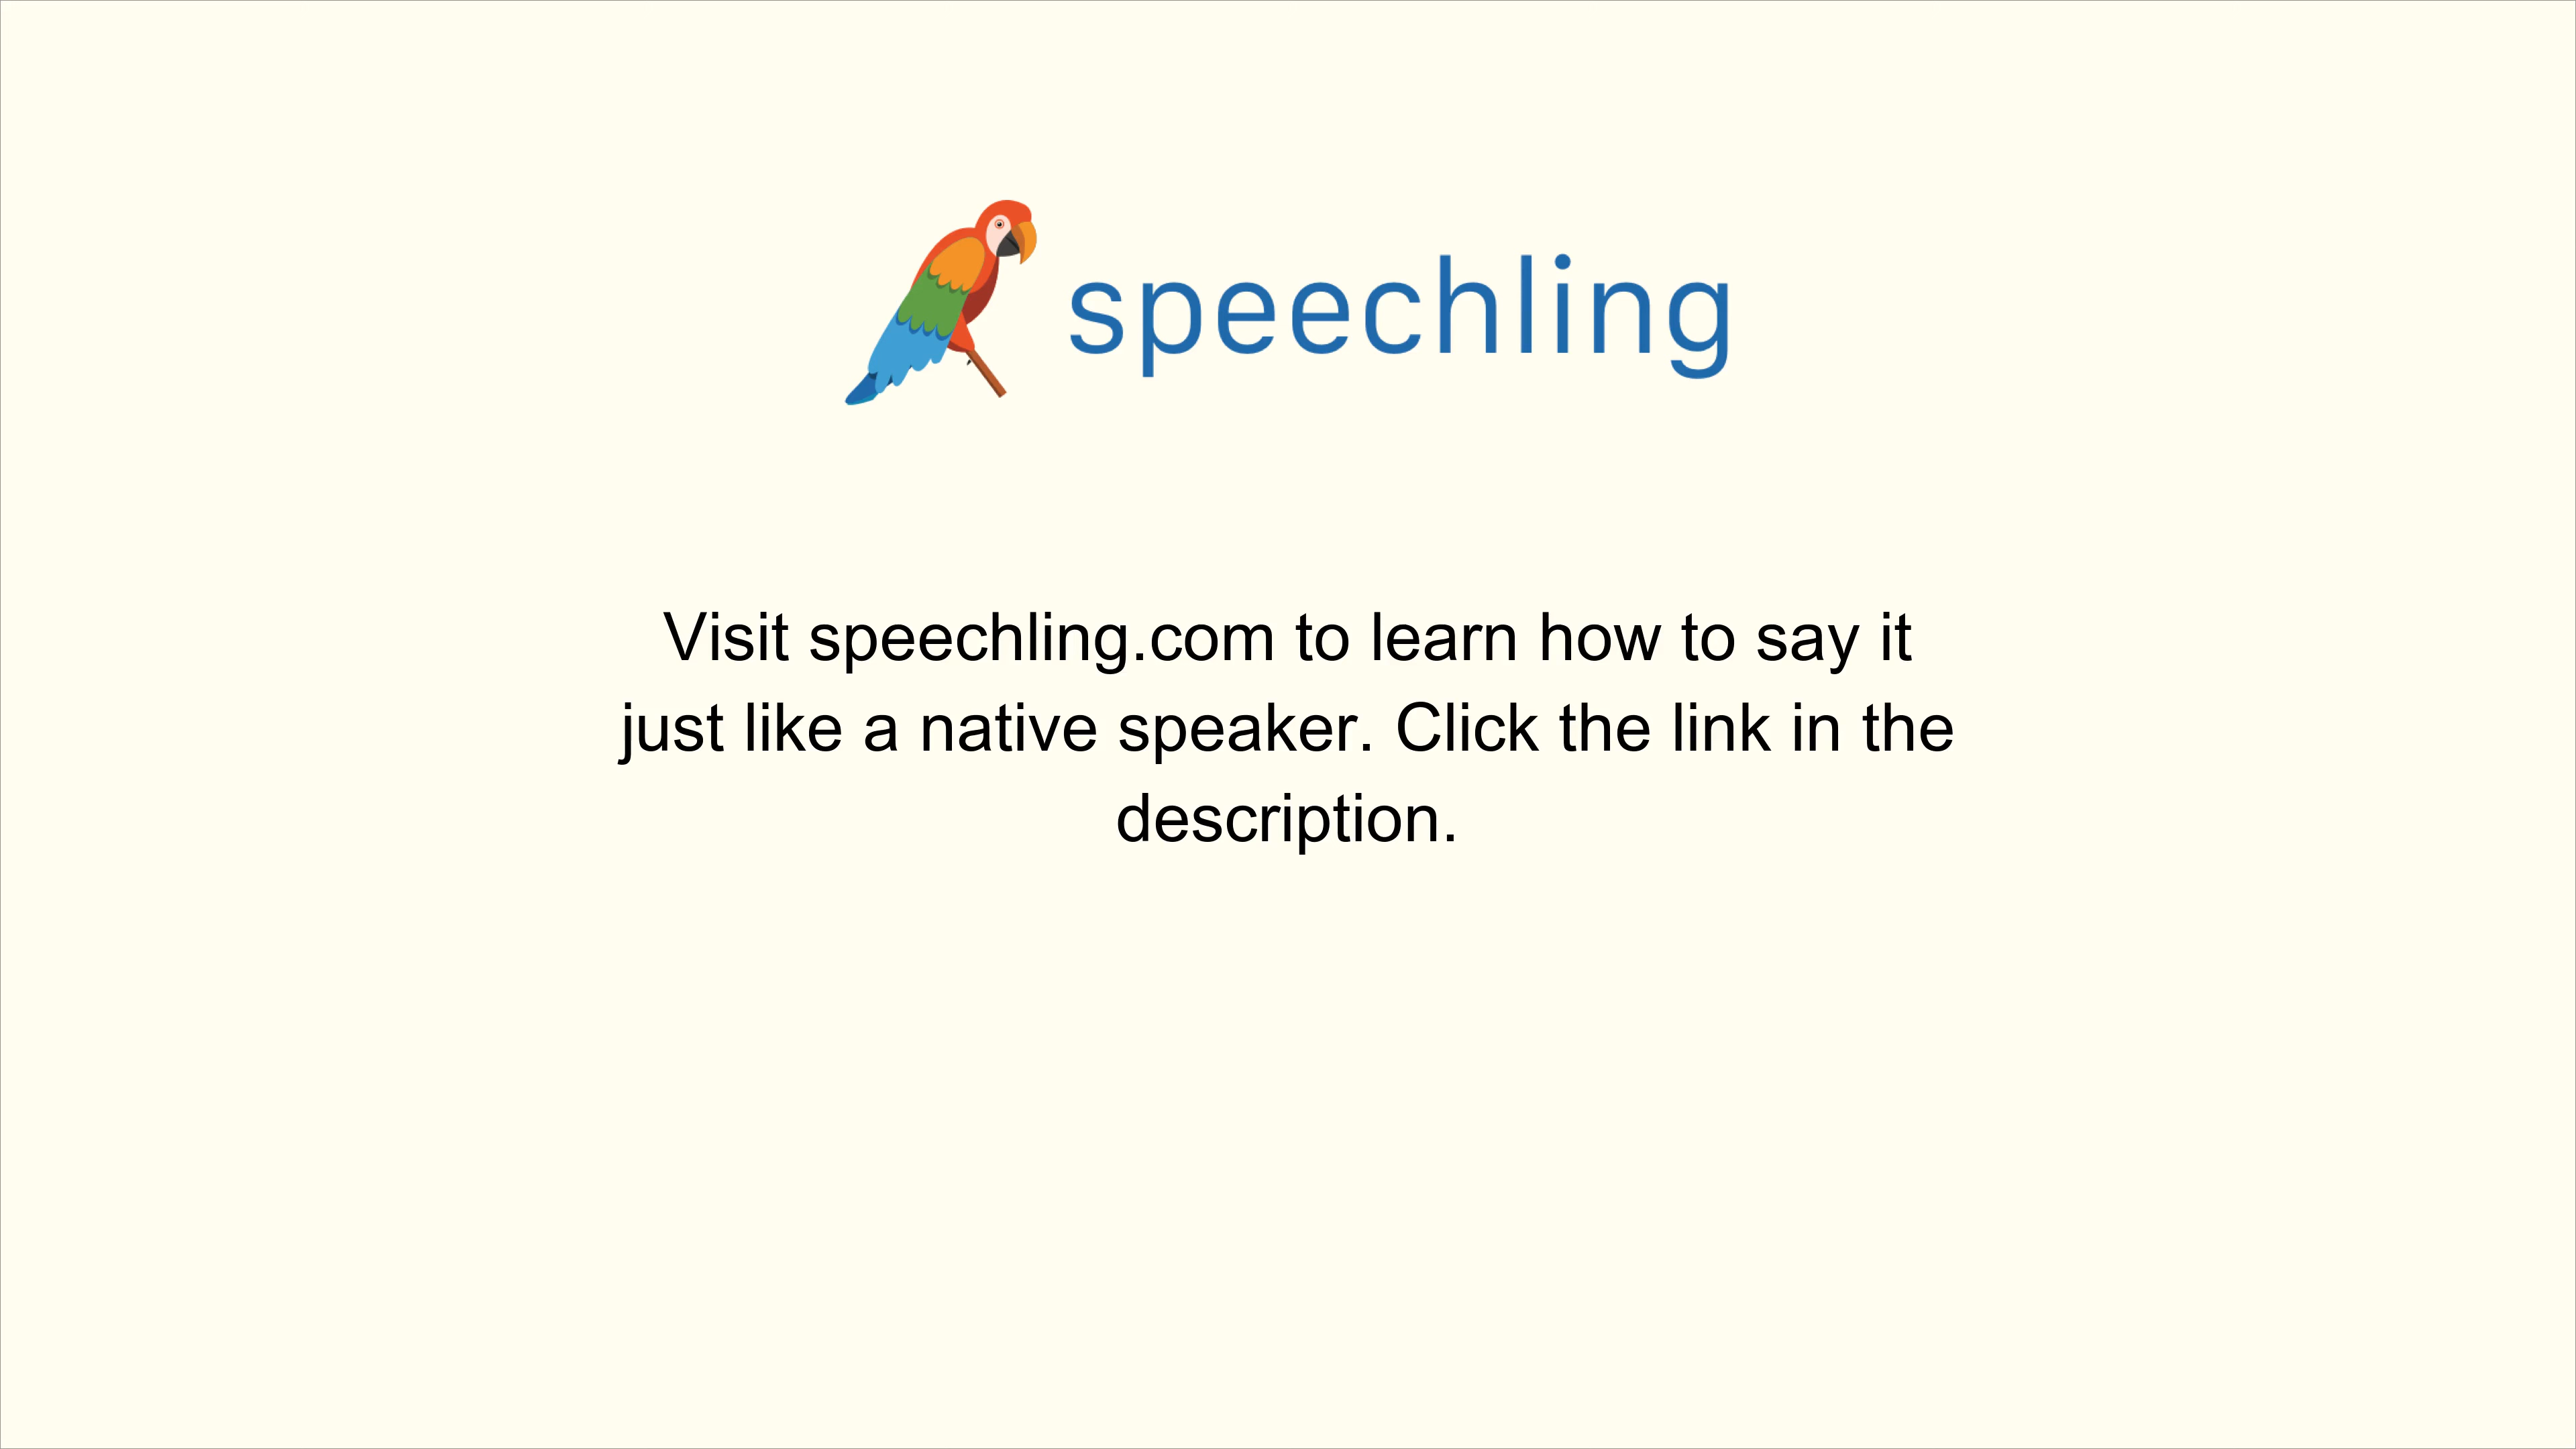 speechling
Visit speechling.com to learn how to say it
just like a native speaker. Click the link in the
description.